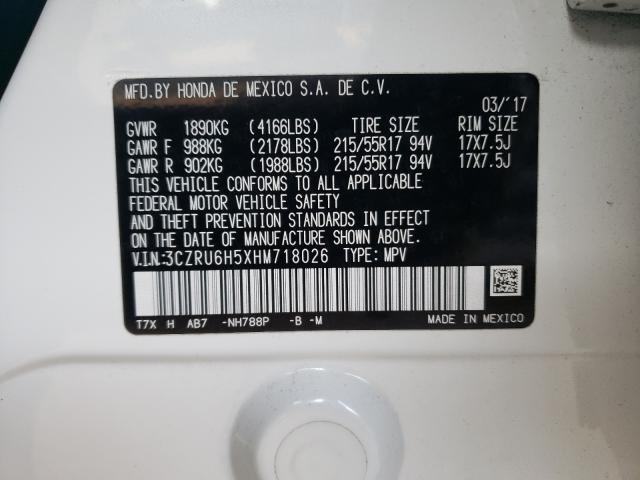 MFD.BY HONDA DE MEXICO S.A. DE C.V.
03/'17
GVWR 1890KG (4166LBS) TIRE SIZE RIM SIZE
GAWR F 988KG (2178LBS) 215/55R17 94V 17X7.5J
GAWR R 902KG (1988LBS) 215/55R17 94V 17X7.5J
THIS VEHICLE CONFORMS TO ALL APPLICABLE
FEDERAL MOTOR VEHICLE SAFETY
AND THEFT PREVENTION STANDARDS IN EFFECT
ON THE DATE OF MANUFACTURE SHOWN ABOVE.
V.I.N.:3CZRU6H5XHM718026 TYPE: MPV
T7X H AB7 -NH788P -B -M MADE IN MEXICO